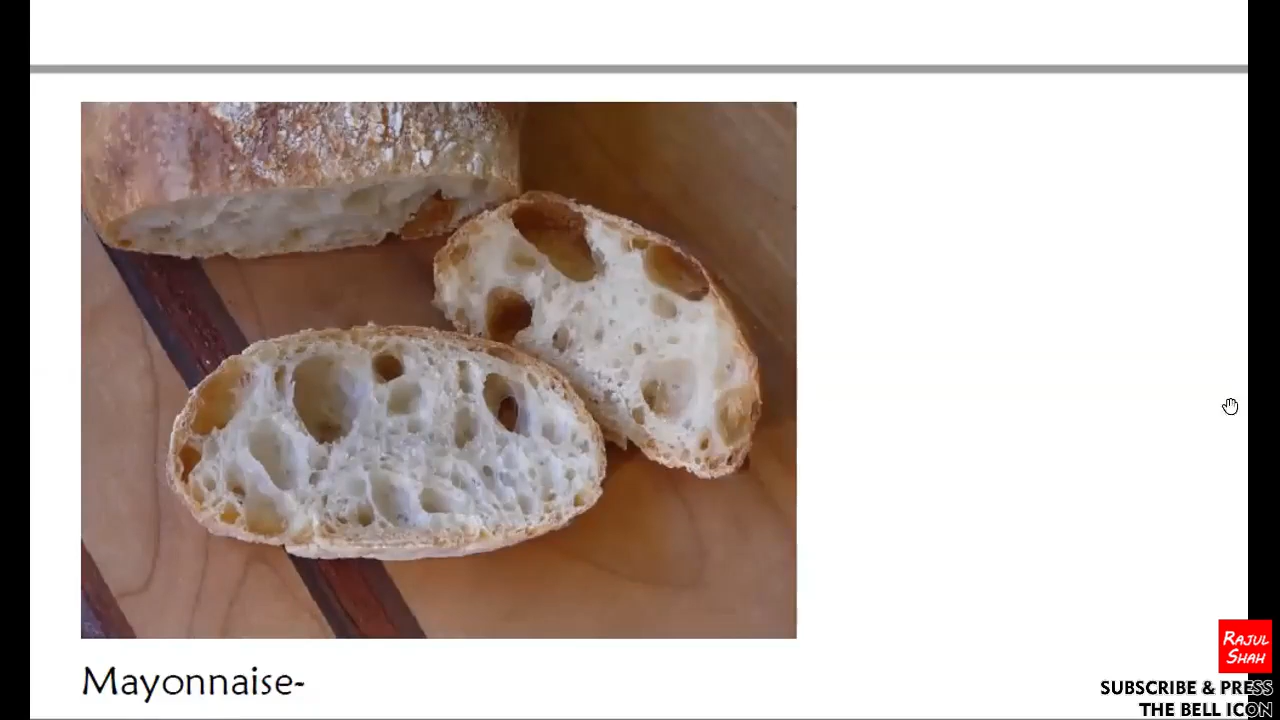 Mayonnaise-
RAJUL
SHAH
SUBSCRIBE & PRESS
THE BELL ICON